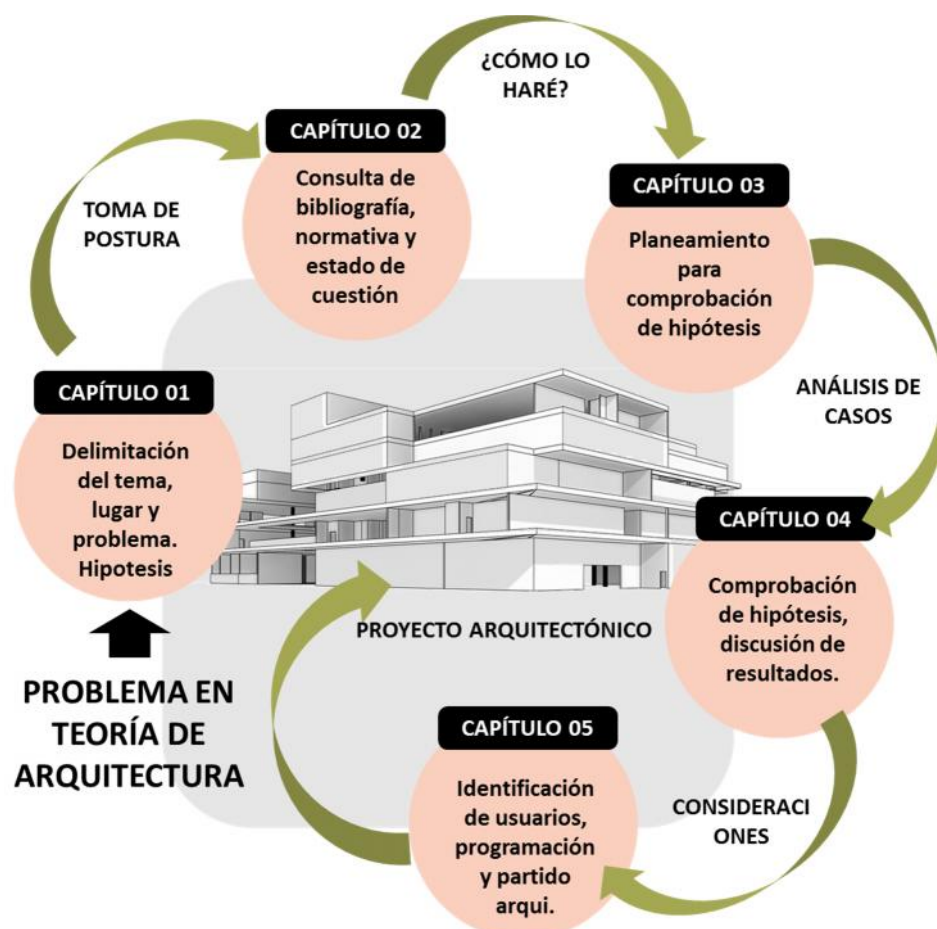 PROBLEMA EN
TEORÍA DE
ARQUITECTURA
CAPÍTULO 01
Delimitación
del tema,
lugar y
problema.
Hipotesis
TOMA DE
POSTURA
CAPÍTULO 02
Consulta de
bibliografía,
normativa y
estado de
cuestión
¿CÓMO LO
HARÉ?
CAPÍTULO 03
Planeamiento
para
comprobación
de hipótesis
ANÁLISIS DE
CASOS
CAPÍTULO 04
Comprobación
de hipótesis,
discusión de
resultados.
CONSIDERACI
ONES
CAPÍTULO 05
Identificación
de usuarios,
programación
y partido
arqui.
PROYECTO ARQUITECTÓNICO